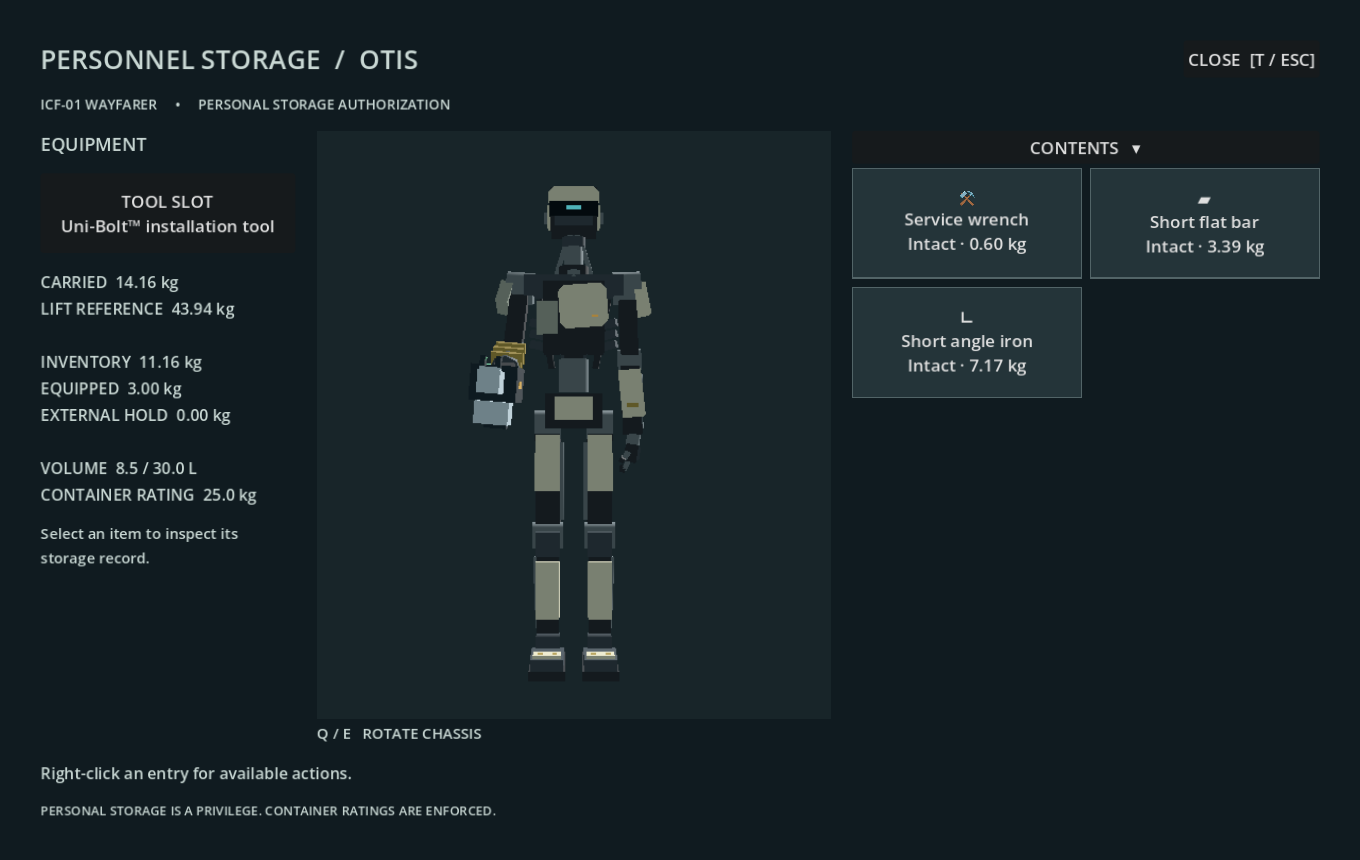 PERSONNEL STORAGE / OTIS
CLOSE [T / ESC]
ICF-01 WAYFARER • PERSONAL STORAGE AUTHORIZATION
EQUIPMENT
TOOL SLOT
Uni-Bolt™ installation tool
CARRIED 14.16 kg
LIFT REFERENCE 43.94 kg
INVENTORY 11.16 kg
EQUIPPED 3.00 kg
EXTERNAL HOLD 0.00 kg
VOLUME 8.5 / 30.0 L
CONTAINER RATING 25.0 kg
Select an item to inspect its
storage record.
CONTENTS ▼
Service wrench
Intact · 0.60 kg
Short flat bar
Intact · 3.39 kg
Short angle iron
Intact · 7.17 kg
Q / E ROTATE CHASSIS
Right-click an entry for available actions.
PERSONAL STORAGE IS A PRIVILEGE. CONTAINER RATINGS ARE ENFORCED.